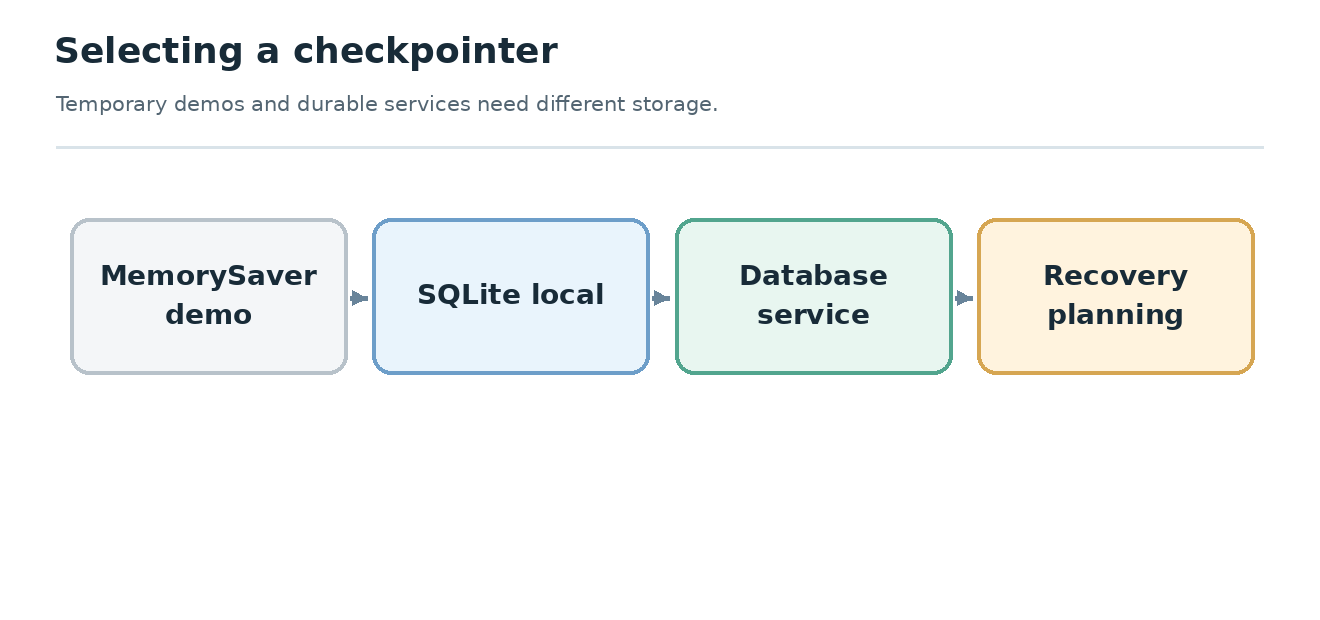 Selecting a checkpointer
Temporary demos and durable services need different storage.
MemorySaver
demo
SQLite local
Database
service
Recovery
planning